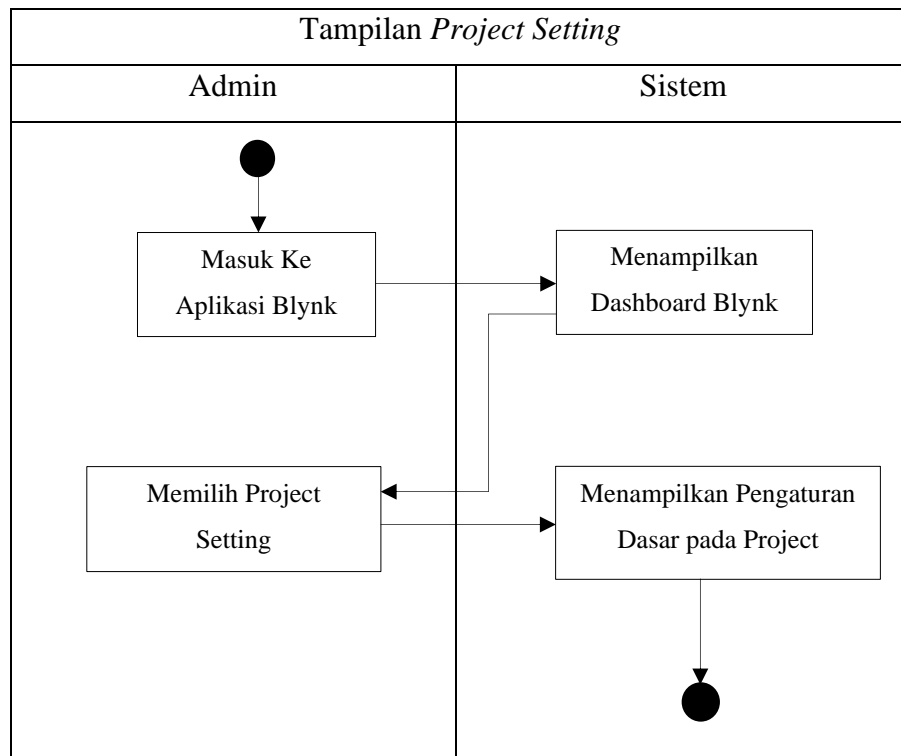 Tampilan Project Setting
Admin
Sistem
Masuk Ke
Aplikasi Blynk
Menampilkan
Dashboard Blynk
Memilih Project
Setting
Menampilkan Pengaturan
Dasar pada Project